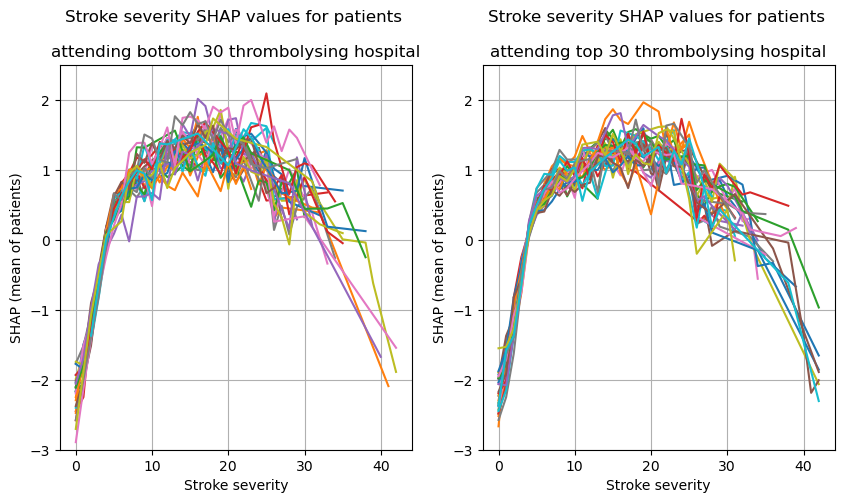 Stroke severity SHAP values for patients
attending bottom 30 thrombolysing hospital
SHAP (mean of patients)
2
1
0
−1
−2
−3
0
10
20
30
40
Stroke severity
Stroke severity SHAP values for patients
attending top 30 thrombolysing hospital
SHAP (mean of patients)
2
1
0
−1
−2
−3
0
10
20
30
40
Stroke severity